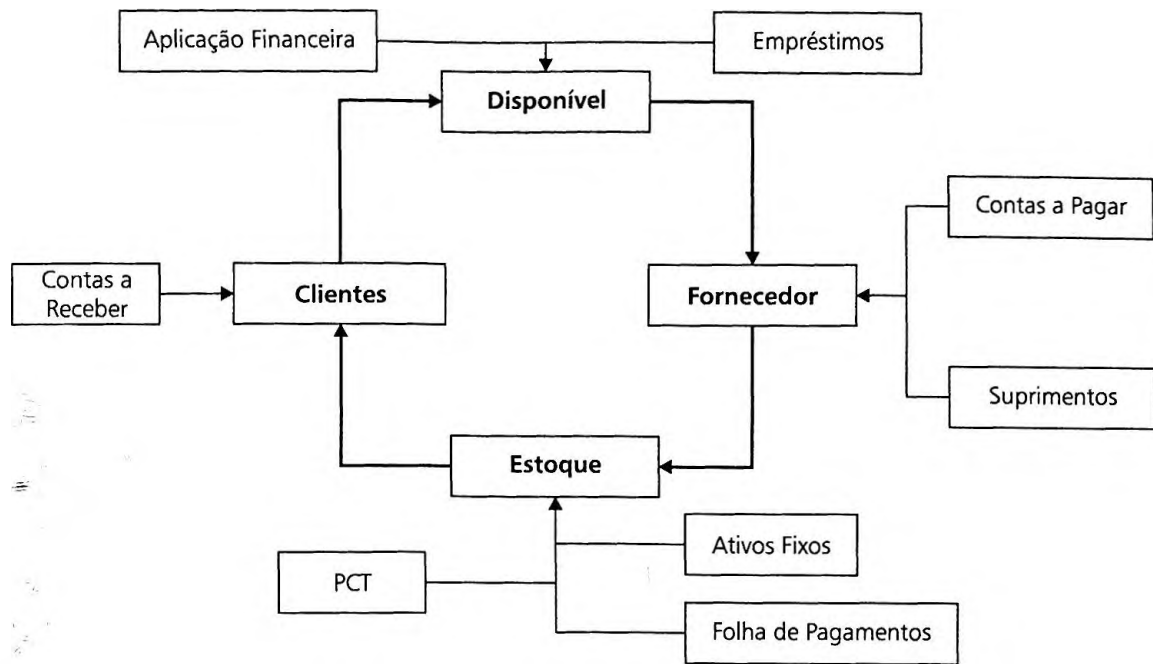 Aplicação Financeira
Empréstimos
Disponível
Contas a Pagar
Contas a
Receber
Clientes
Fornecedor
Suprimentos
Estoque
Ativos Fixos
PCT
Folha de Pagamentos